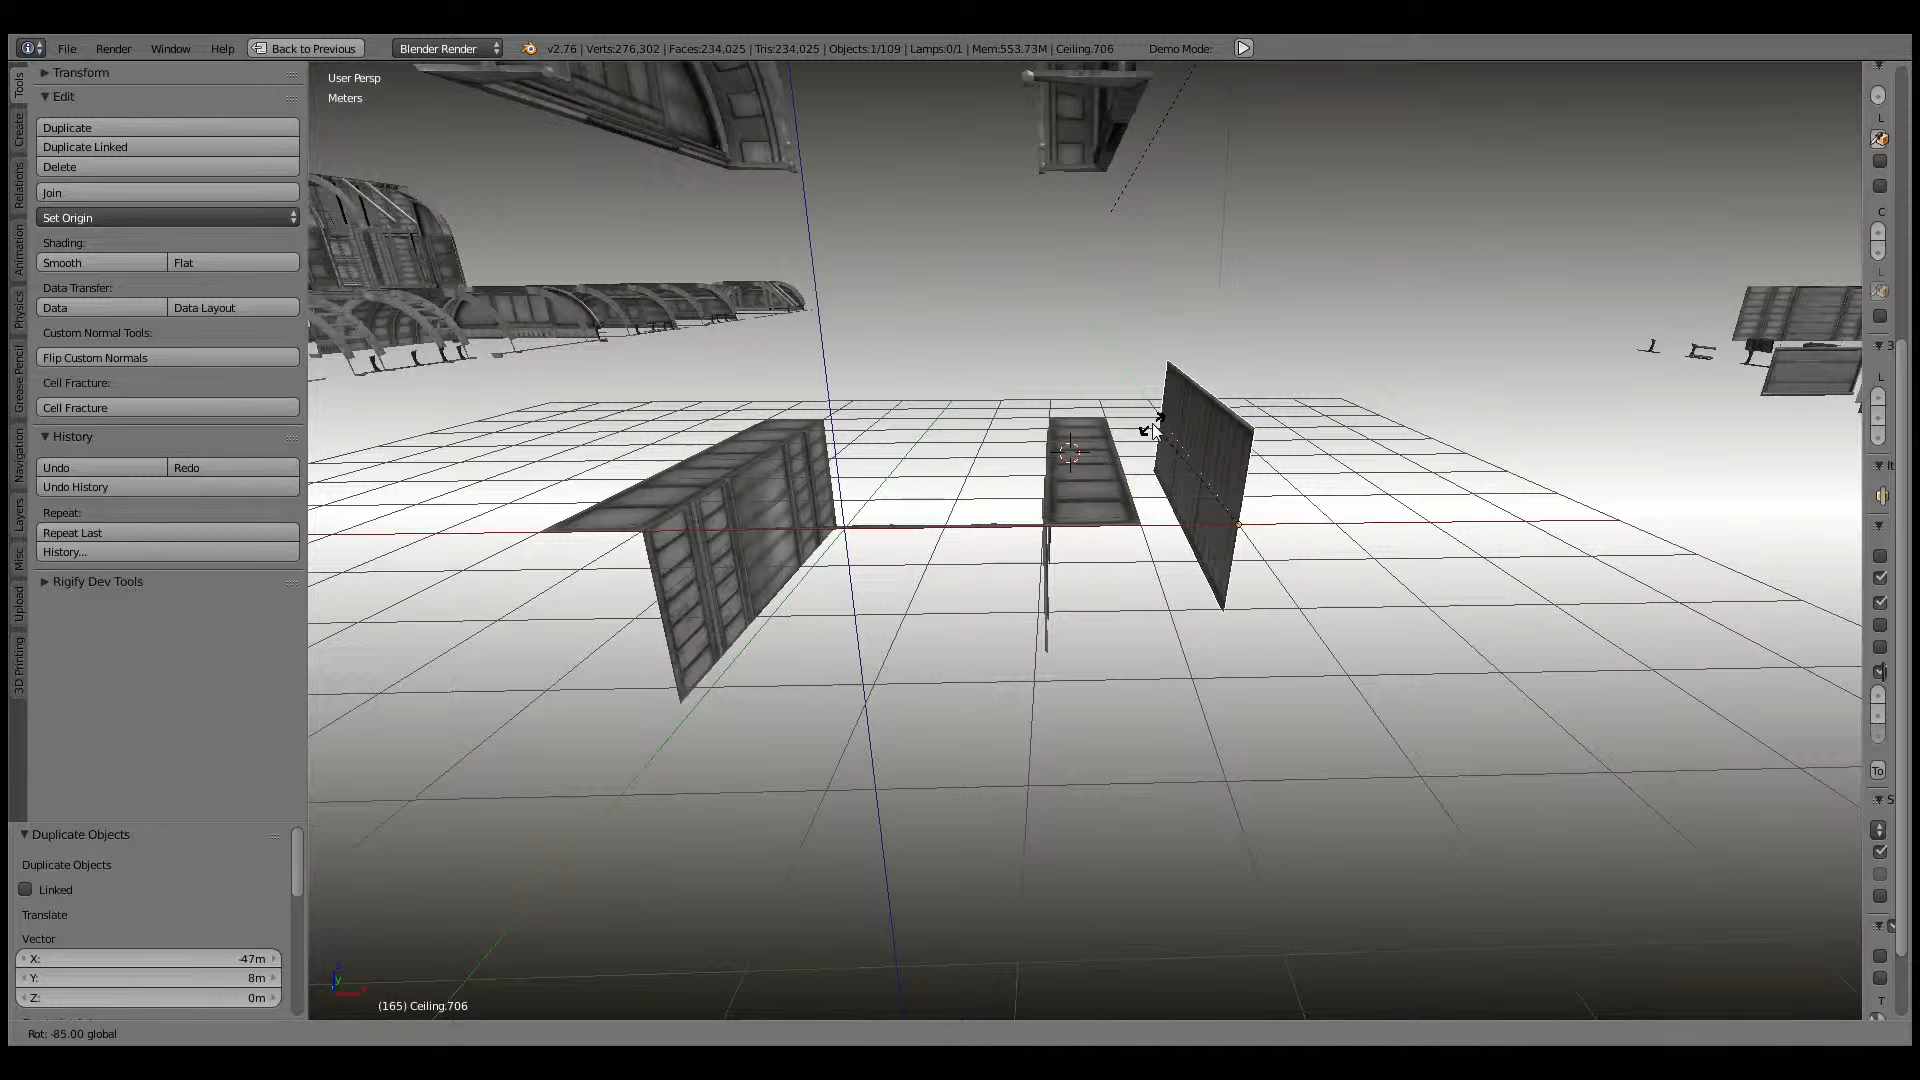 File Render Window Help Back to Previous Blender Render v2.76 | Verts:276,302 | Faces:234,025 | Tris:234,025 | Objects:1/109 | Lamps:0/1 | Mem:553.73M | Ceiling.706 Demo Mode:
Tools
Create
Relations
Animation
Physics
Grease Pencil
Navigation
Layers
Misc
Upload
3D Printing
Transform
Edit
Duplicate
Duplicate Linked
Delete
Join
Set Origin
Shading:
Smooth Flat
Data Transfer:
Data Data Layout
Custom Normal Tools:
Flip Custom Normals
Cell Fracture:
Cell Fracture
History
Undo Redo
Undo History
Repeat:
Repeat Last
History...
Rigify Dev Tools
Duplicate Objects
Duplicate Objects
Linked
Translate
Vector
X: -47m
Y: 8m
Z: 0m
Rot: -85.00 global
User Persp
Meters
(165) Ceiling.706
L
C
L
3
L
It
To
S
T